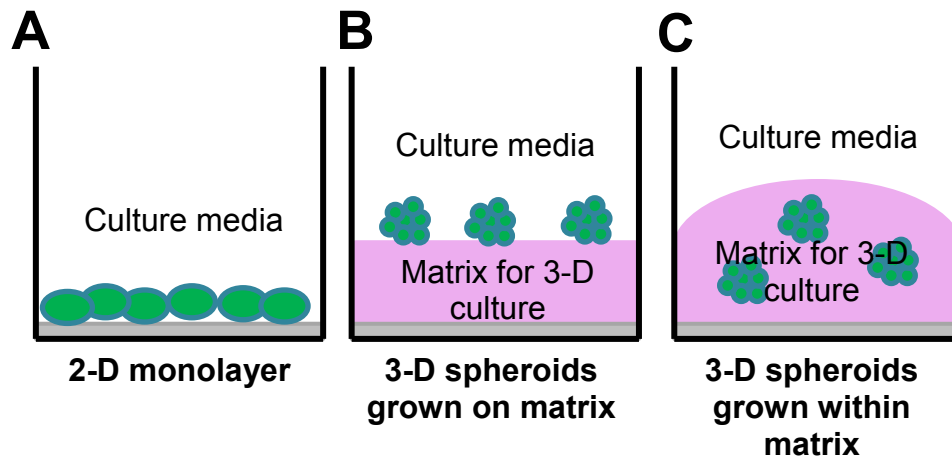 A
Culture media
2-D monolayer
B
Culture media
Matrix for 3-D
culture
3-D spheroids
grown on matrix
C
Culture media
Matrix for 3-D
culture
3-D spheroids
grown within
matrix